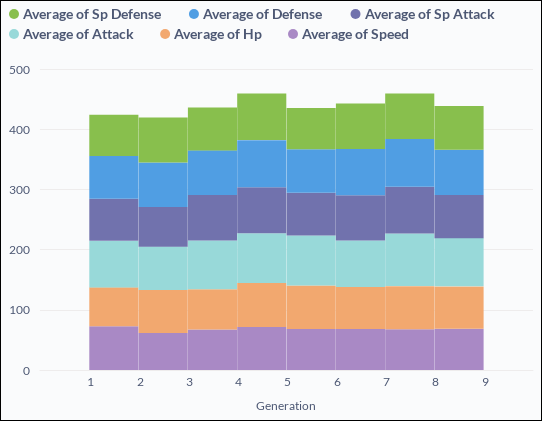 Average of Sp Defense Average of Defense Average of Sp Attack
Average of Attack Average of Hp Average of Speed
500
400
300
200
100
0
1 2 3 4 5 6 7 8 9
Generation